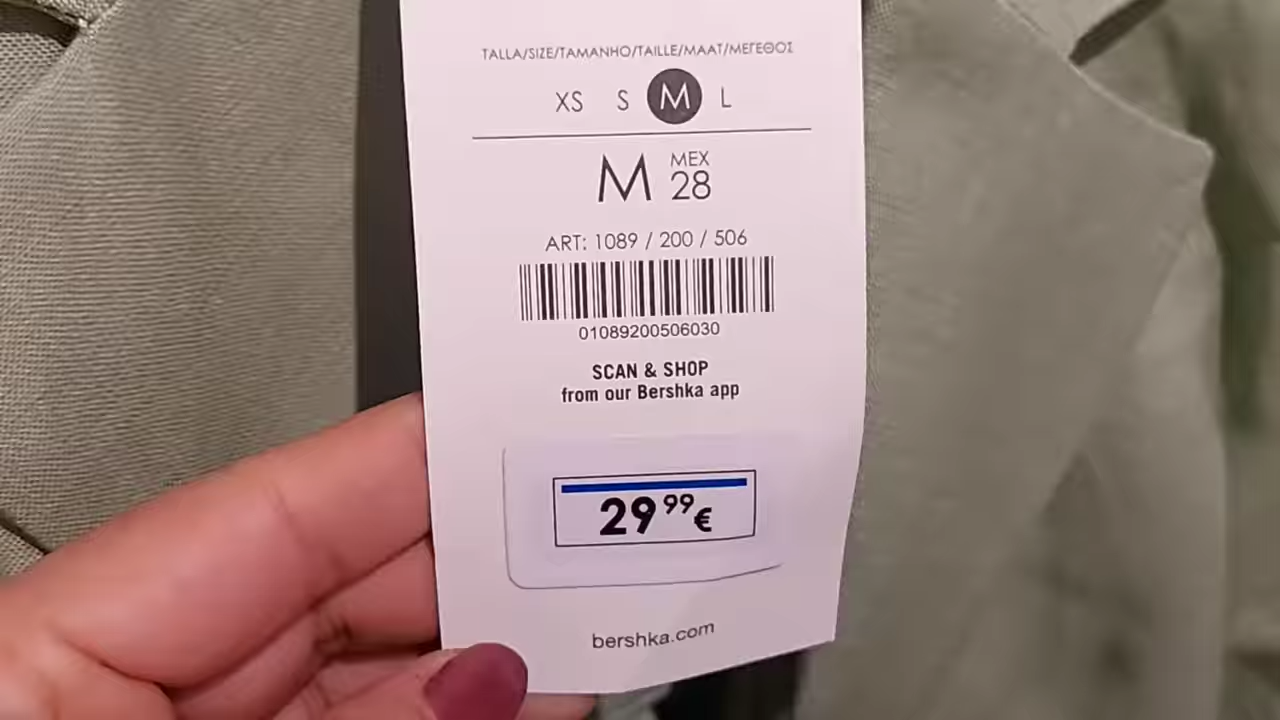 TALLA/SIZE/TAMANHO/TAILLE/MAAT/ΜΕΓΕΘΟΣ
XS S M L
M MEX 28
ART: 1089 / 200 / 506
01089200506030
SCAN & SHOP
from our Bershka app
29 99 €
bershka.com